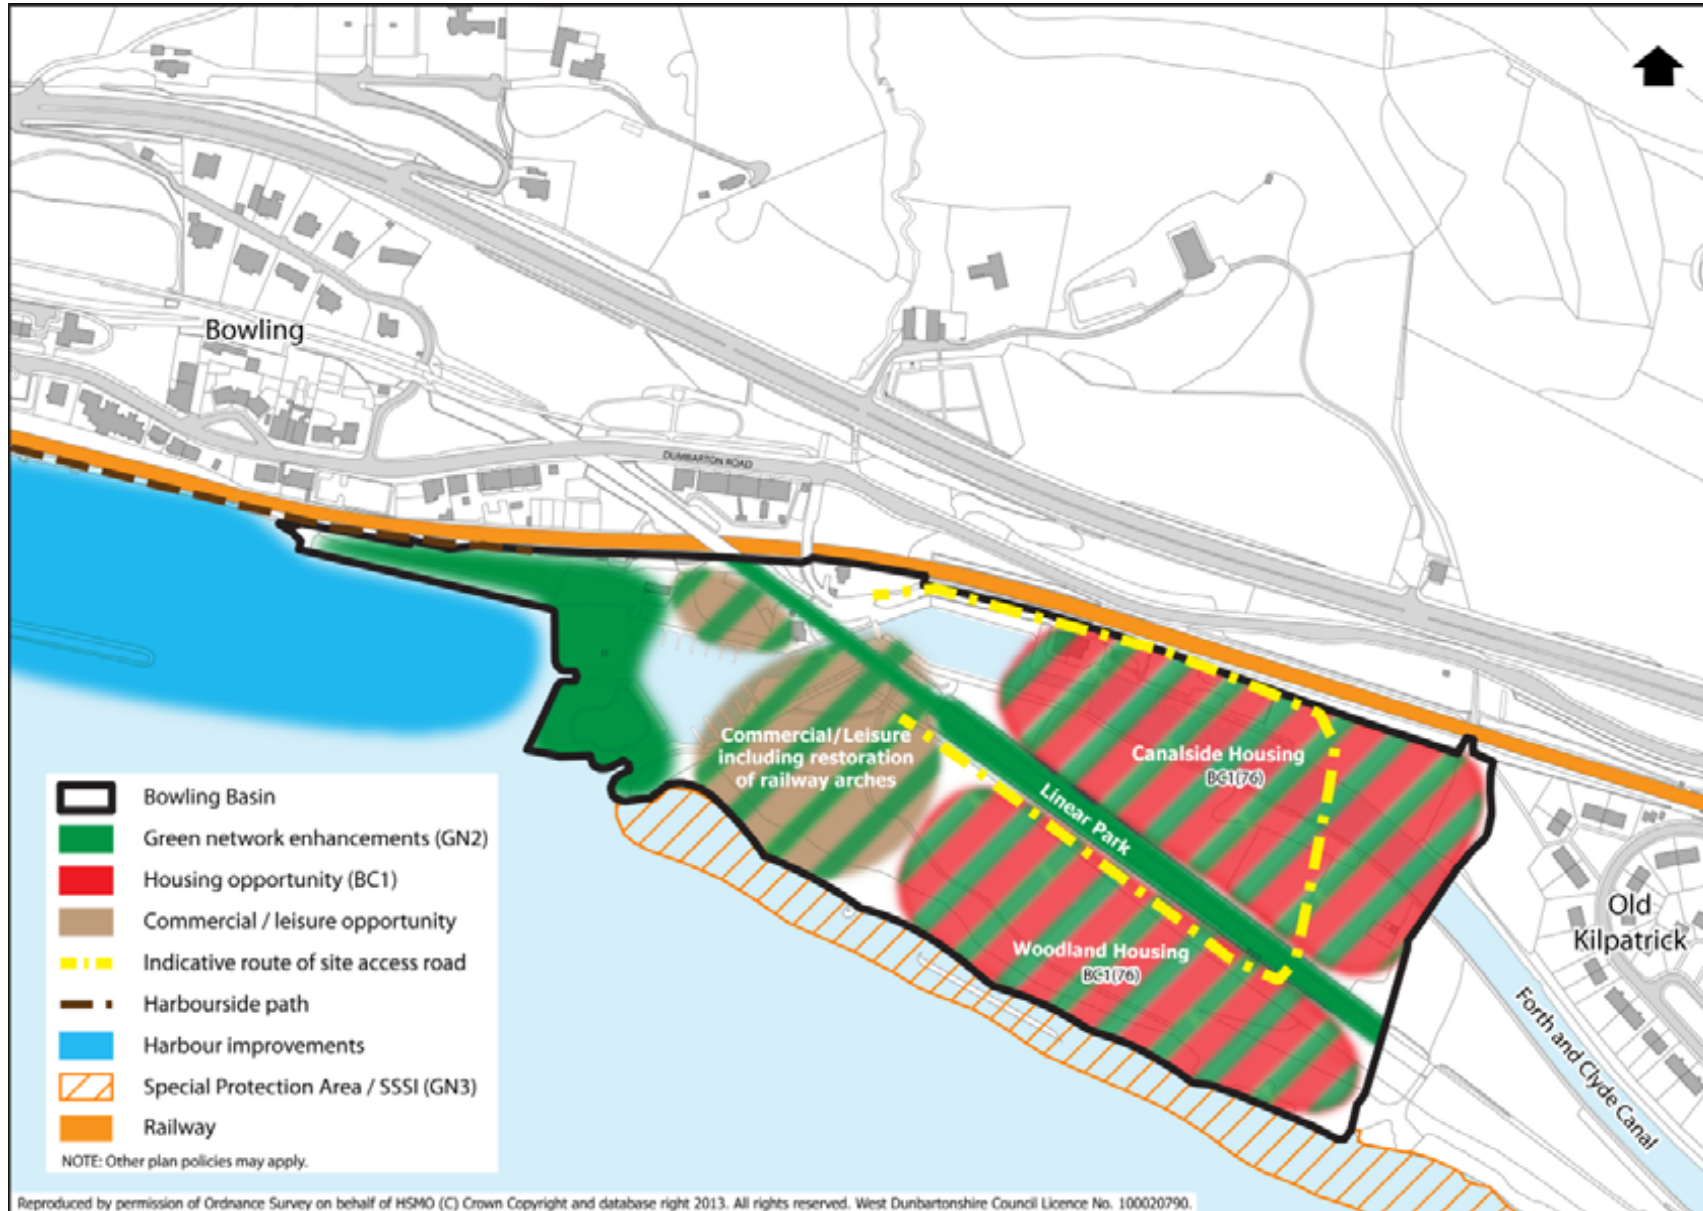 Bowling
DUMBARTON ROAD
Commercial/Leisure
including restoration
of railway arches
Canalside Housing
BC1(76)
Linear Park
Woodland Housing
BC1(76)
Old
Kilpatrick
Forth and Clyde Canal
Bowling Basin
Green network enhancements (GN2)
Housing opportunity (BC1)
Commercial / leisure opportunity
Indicative route of site access road
Harbourside path
Harbour improvements
Special Protection Area / SSSI (GN3)
Railway
NOTE: Other plan policies may apply.
Reproduced by permission of Ordnance Survey on behalf of HSMO (C) Crown Copyright and database right 2013. All rights reserved. West Dunbartonshire Council Licence No. 100020790.